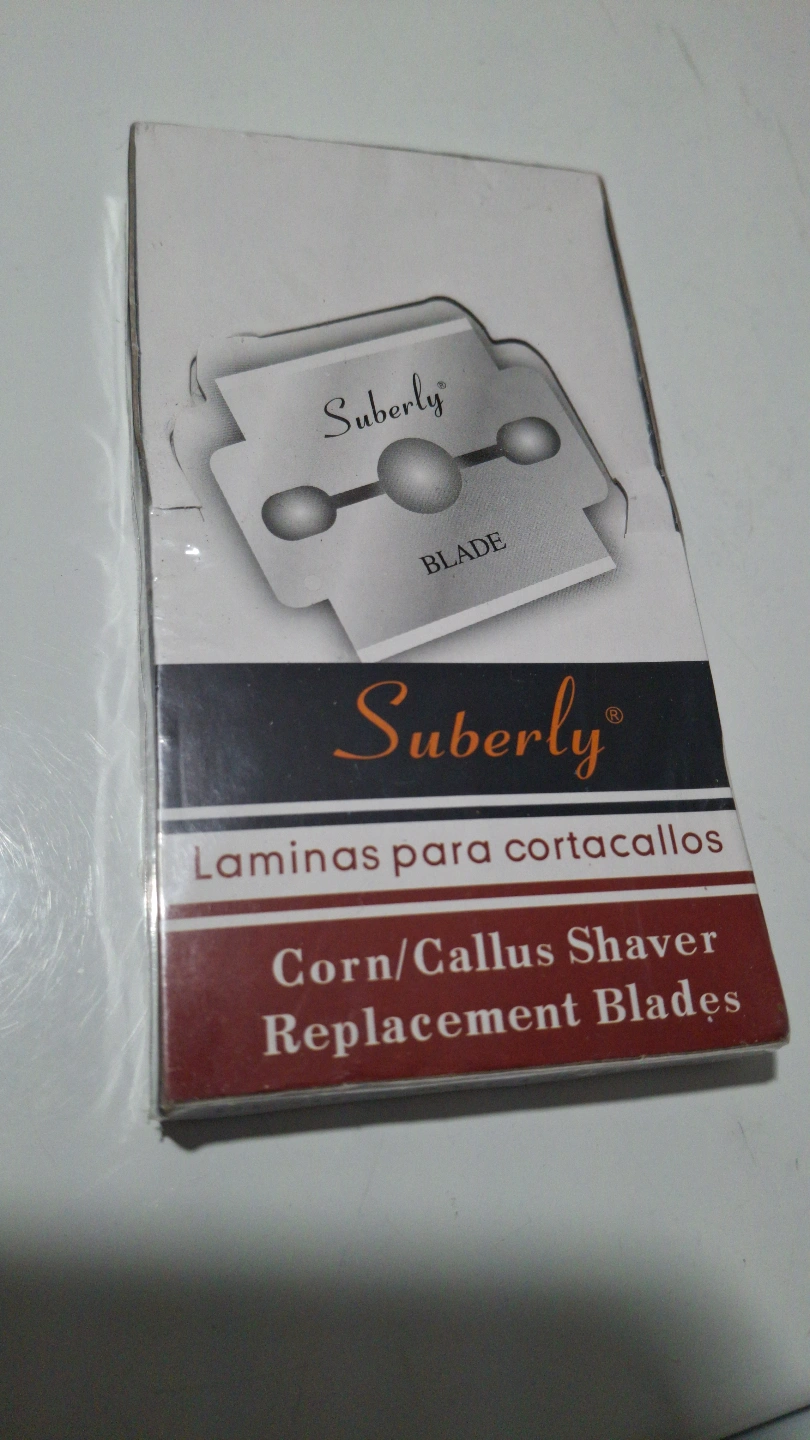 Suberly®
BLADE
Suberly®
Laminas para cortacallos
Corn/Callus Shaver
Replacement Blades